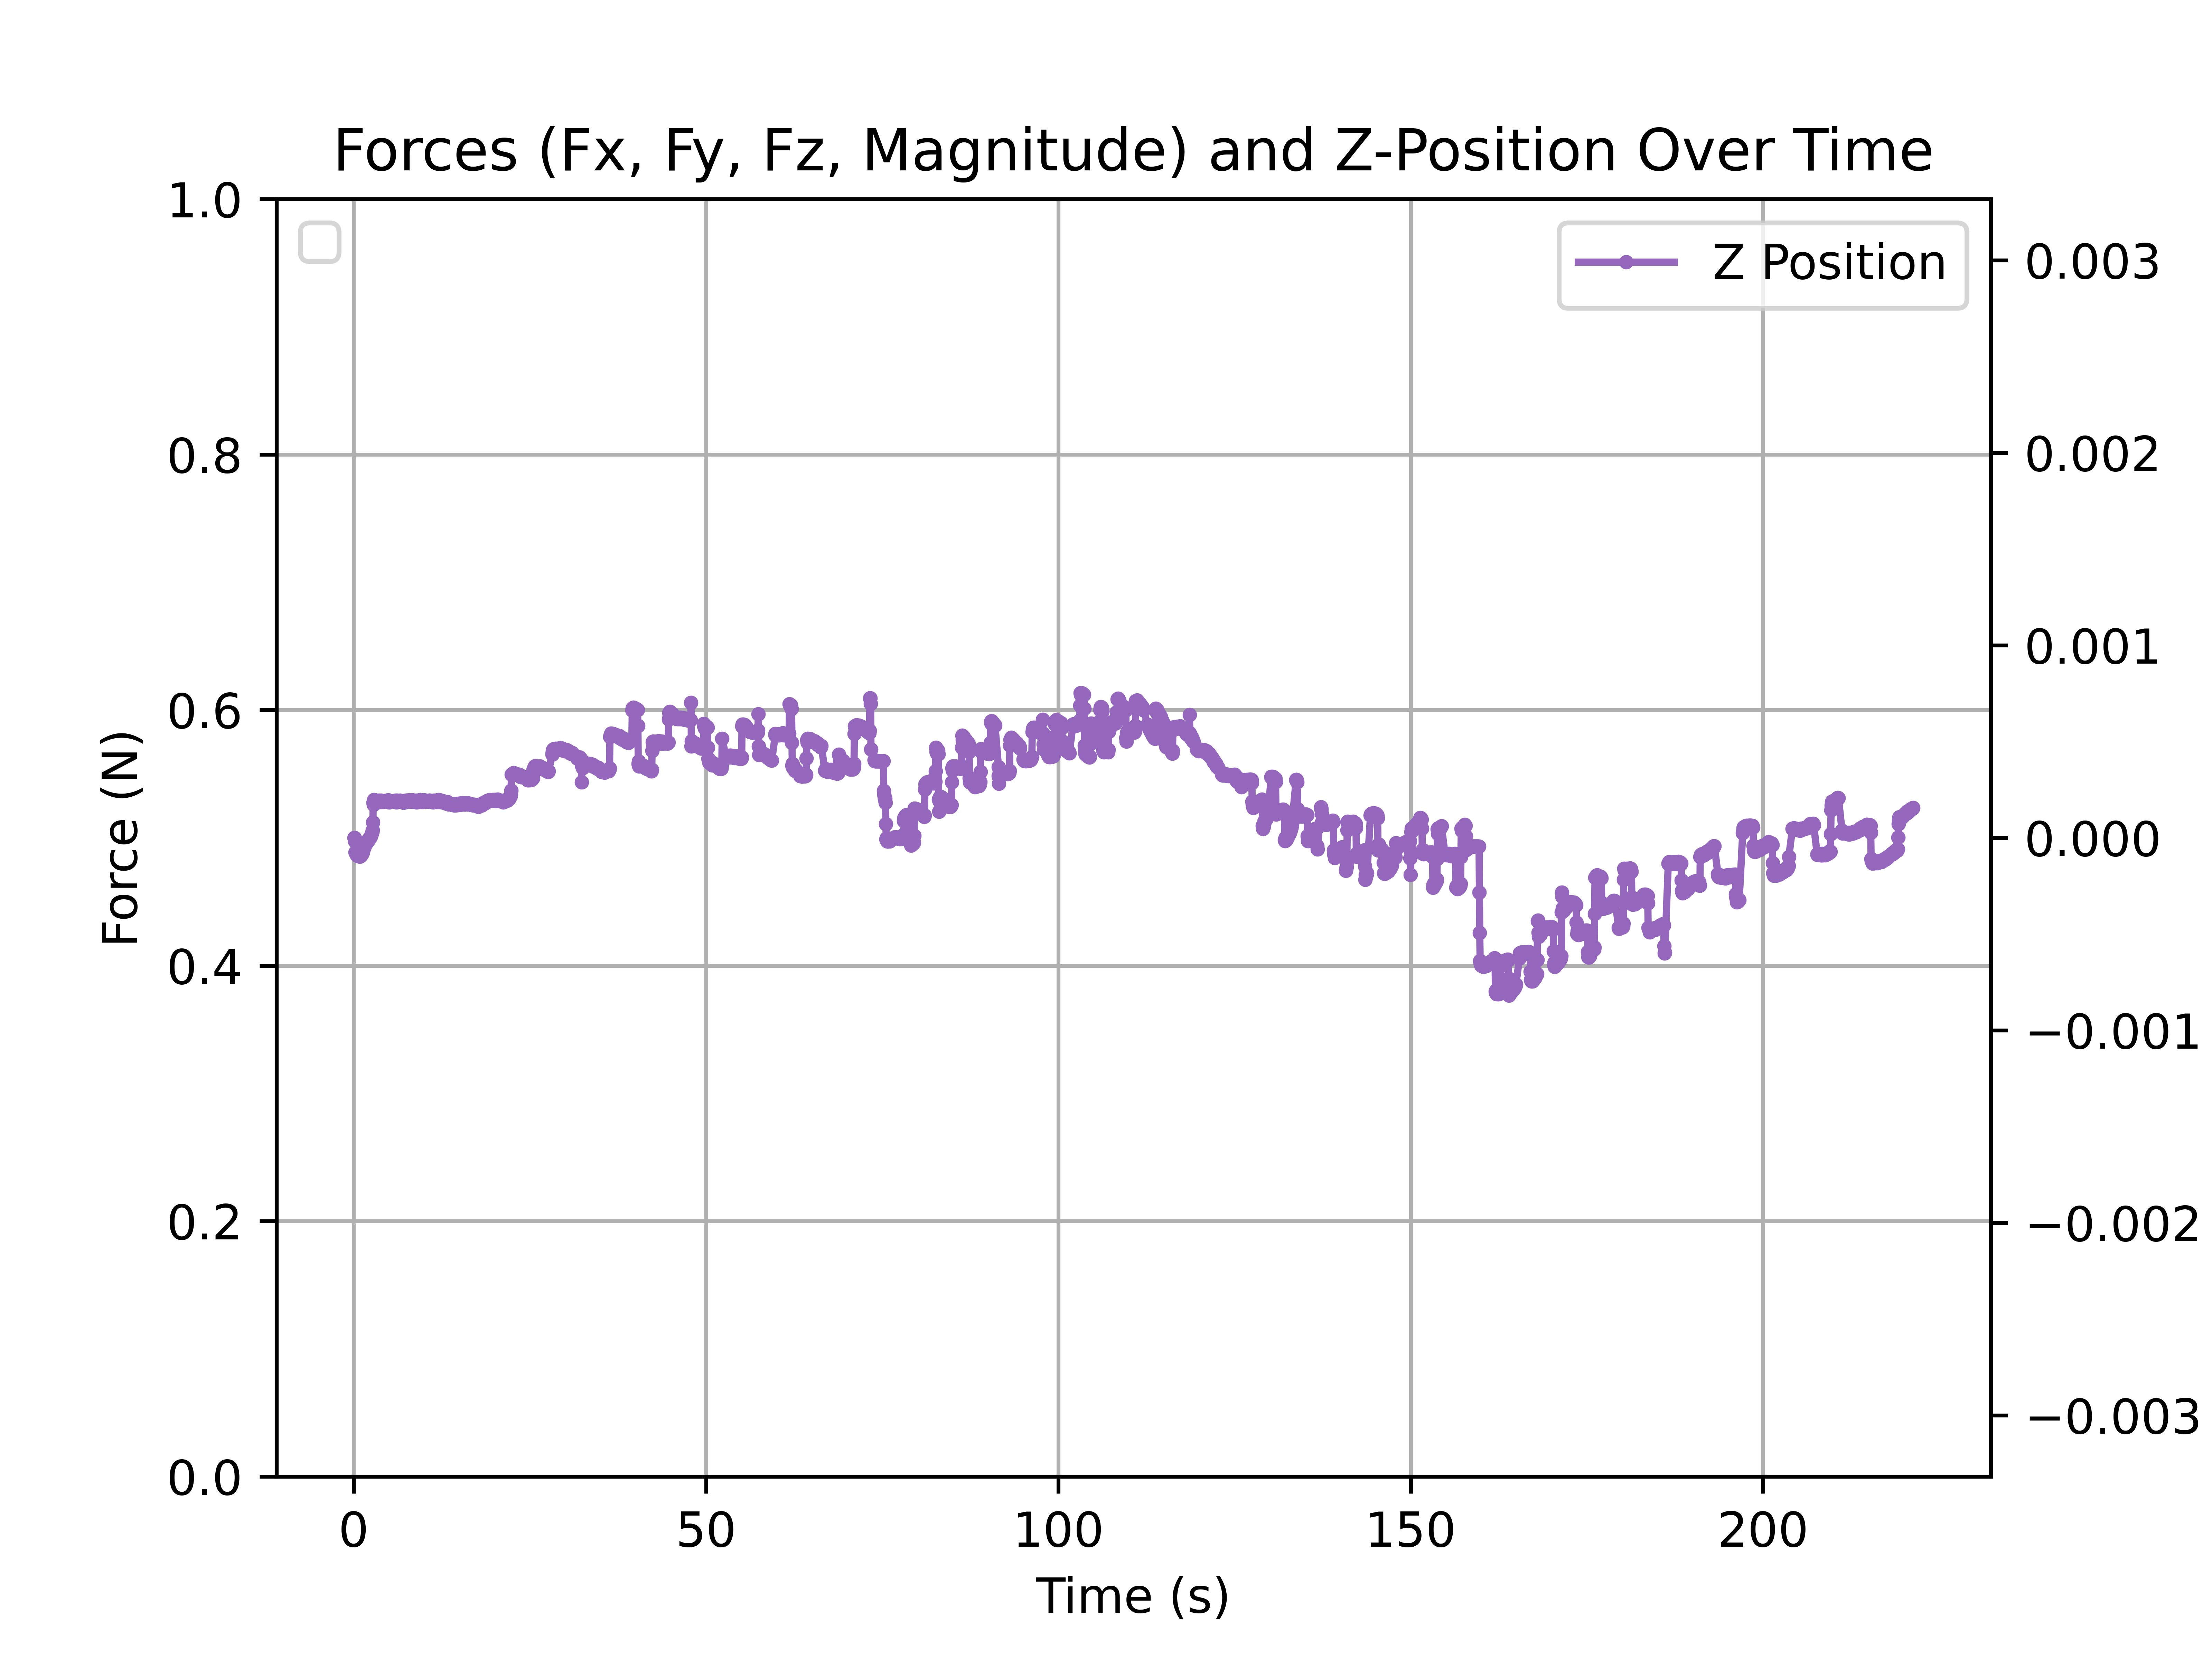 Forces (Fx, Fy, Fz, Magnitude) and Z-Position Over Time
Z Position
1.0
0.8
0.6
0.4
0.2
0.0
Force (N)
0.003
0.002
0.001
0.000
−0.001
−0.002
−0.003
0 50 100 150 200
Time (s)